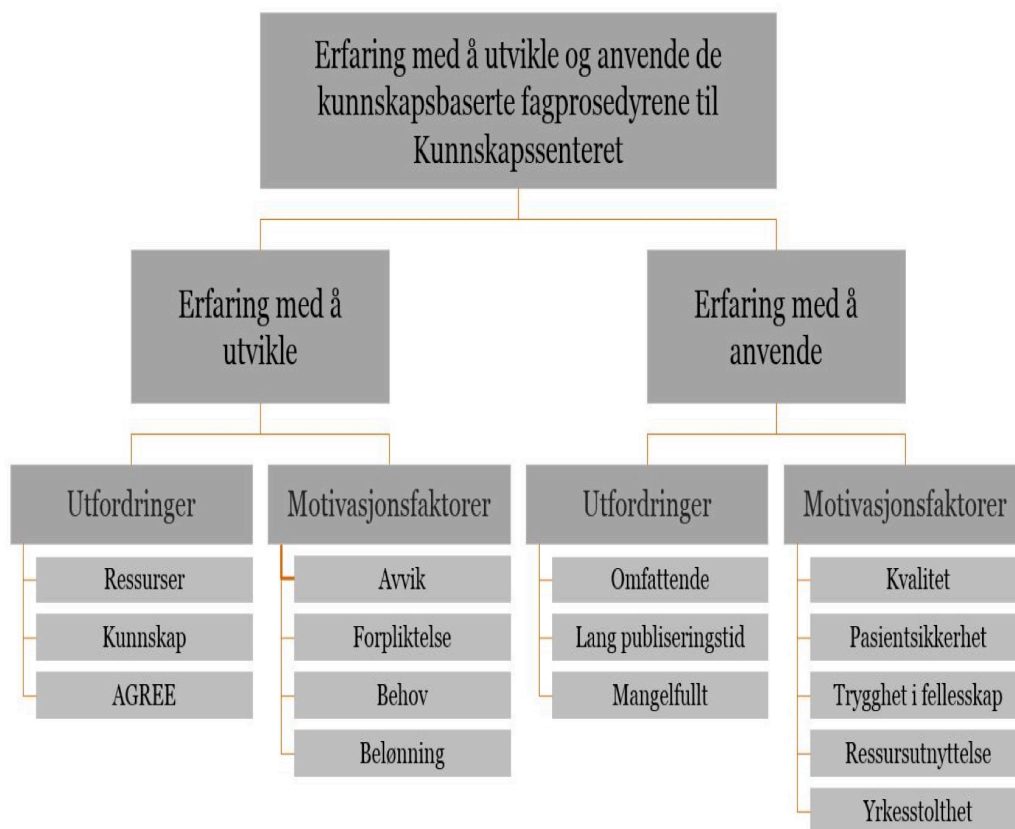 Erfaring med å utvikle og anvende de
kunnskapsbaserte fagprosedyrene til
Kunnskapssenteret
Erfaring med å
utvikle
Erfaring med å
anvende
Utfordringer
Ressurser
Kunnskap
AGREE
Motivasjonsfaktorer
Avvik
Forpliktelse
Behov
Belønning
Utfordringer
Omfattende
Lang publiseringstid
Mangelfullt
Motivasjonsfaktorer
Kvalitet
Pasientsikkerhet
Trygghet i fellesskap
Ressursutnyttelse
Yrkesstolthet